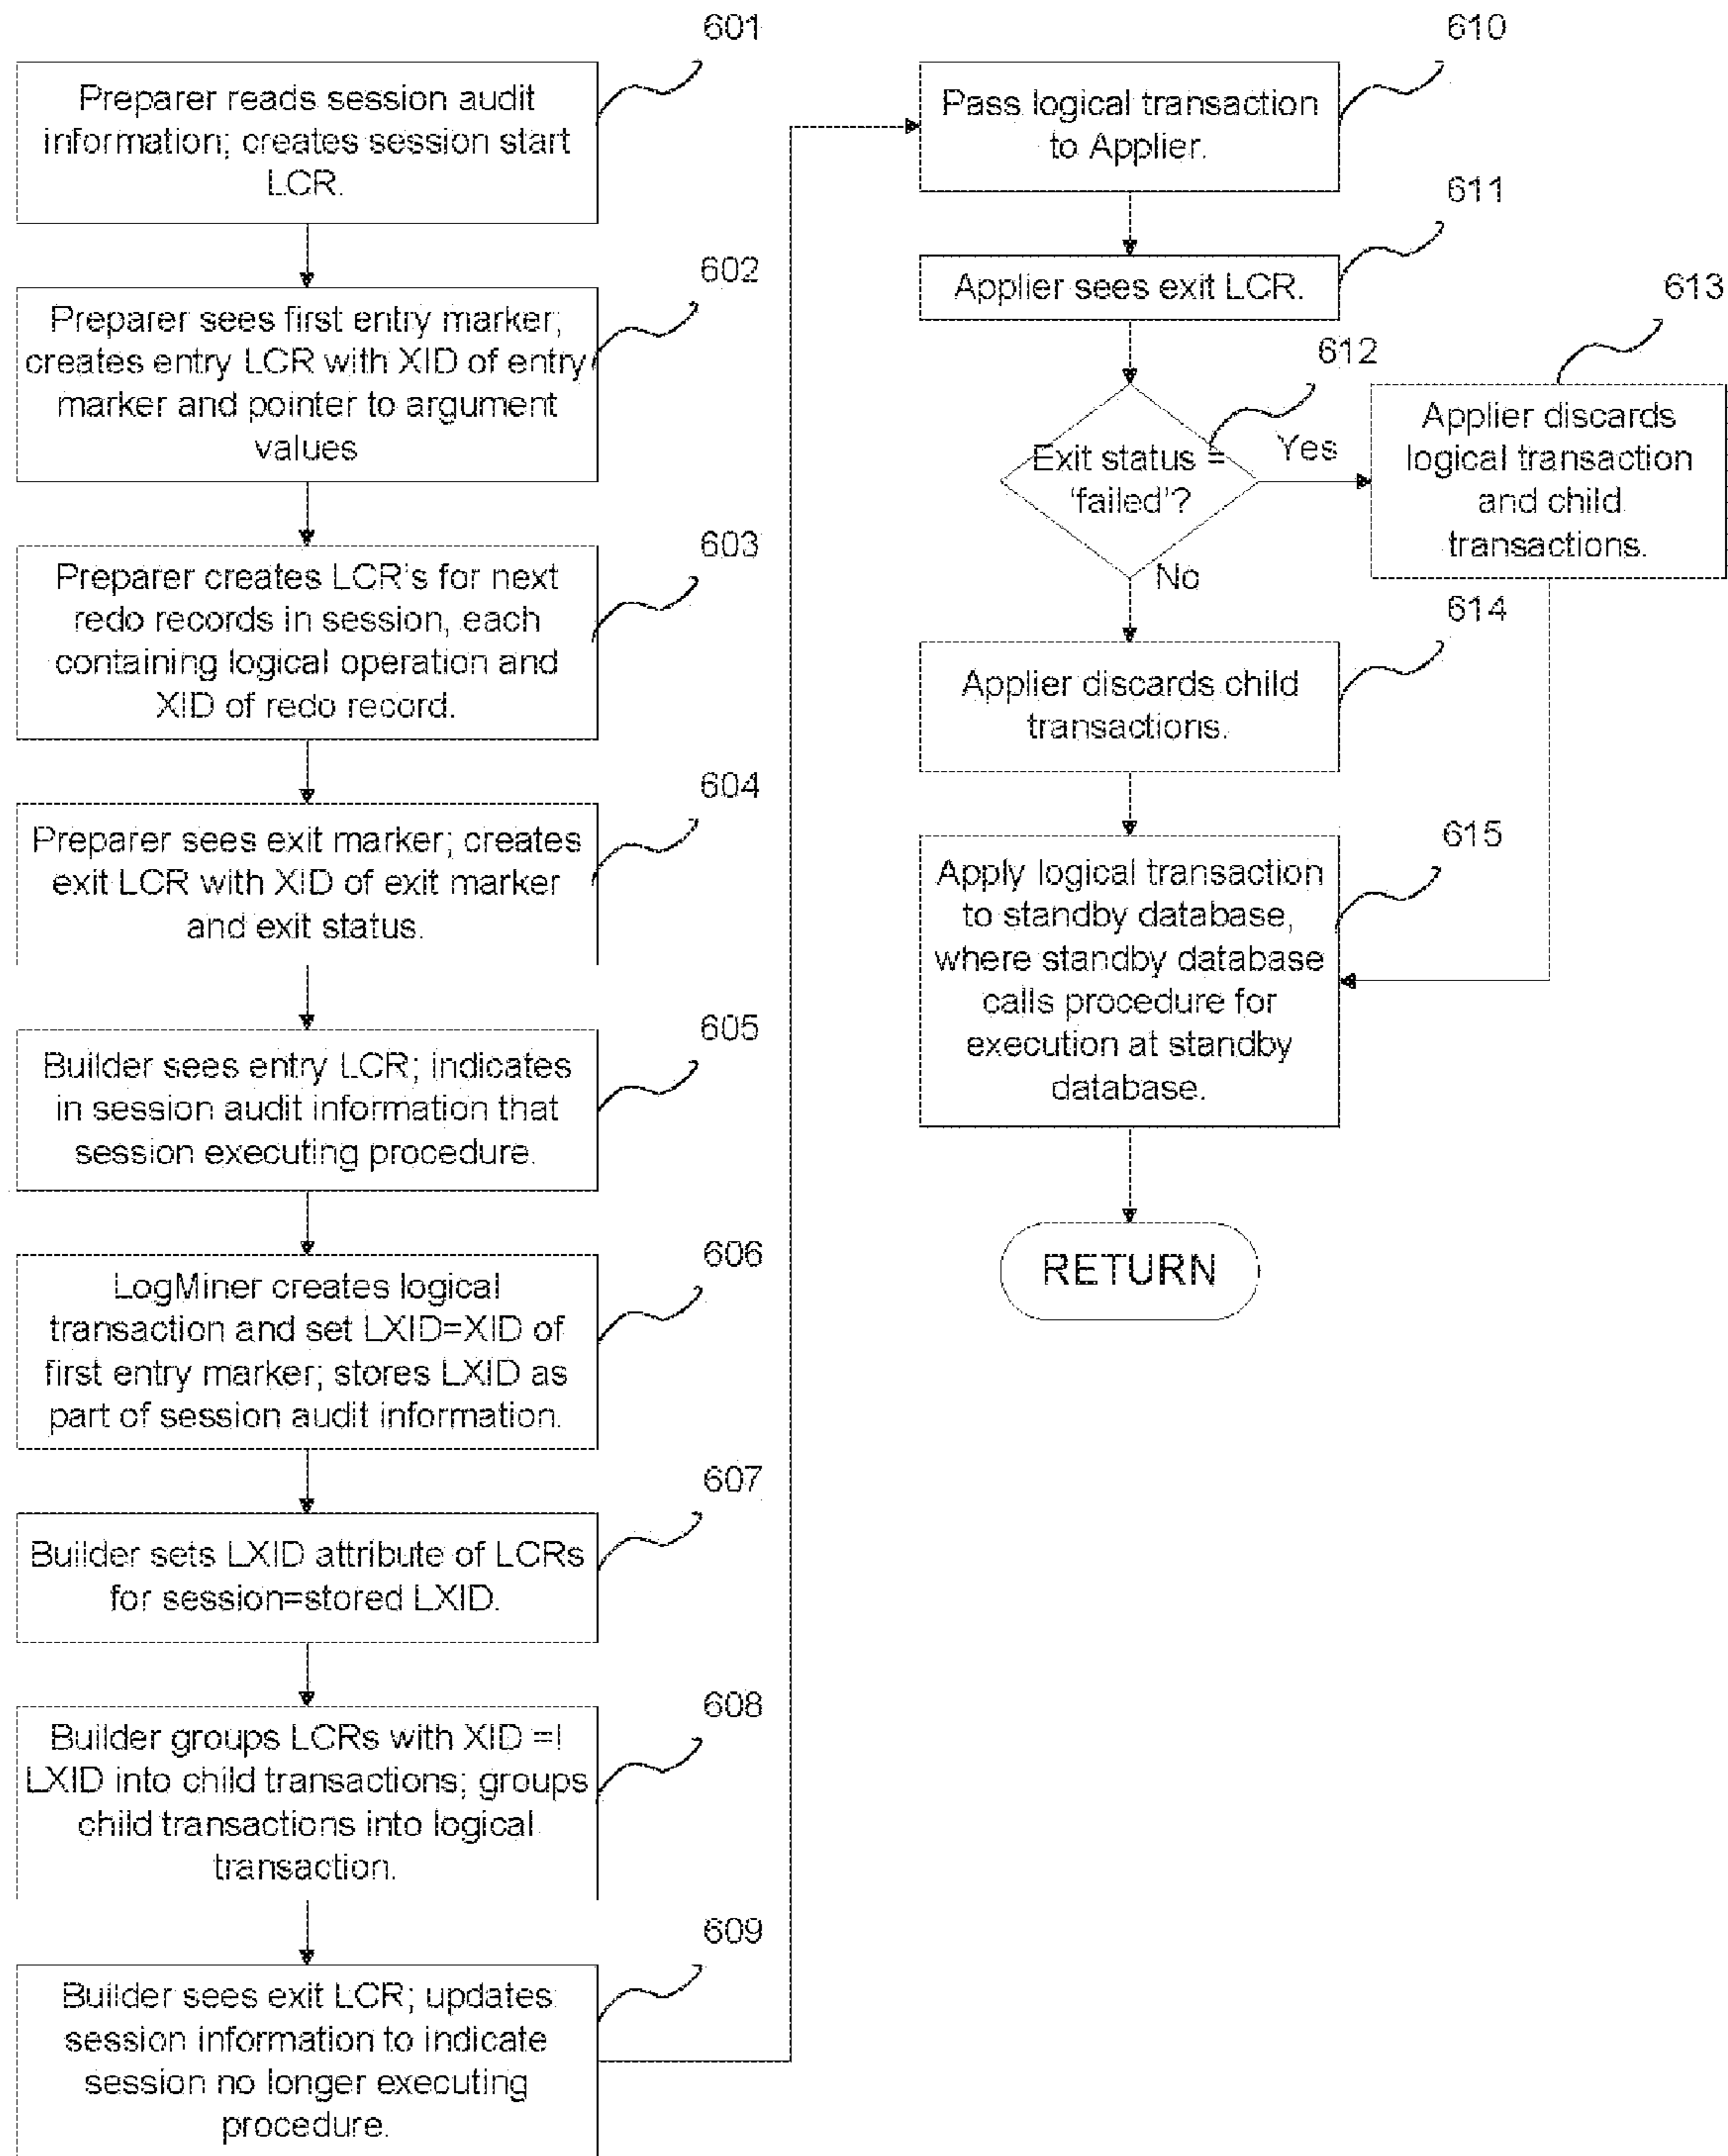 601
Preparer reads session audit
information; creates session start
LCR.
602
Preparer sees first entry marker;
creates entry LCR with XID of entry
marker and pointer to argument
values
603
Preparer creates LCR's for next
redo records in session, each
containing logical operation and
XID of redo record.
604
Preparer sees exit marker; creates
exit LCR with XID of exit marker
and exit status.
605
Builder sees entry LCR; indicates
in session audit information that
session executing procedure.
606
LogMiner creates logical
transaction and set LXID=XID of
first entry marker; stores LXID as
part of session audit information.
607
Builder sets LXID attribute of LCRs
for session=stored LXID.
608
Builder groups LCRs with XID =!
LXID into child transactions; groups
child transactions into logical
transaction.
609
Builder sees exit LCR; updates
session information to indicate
session no longer executing
procedure.
610
Pass logical transaction
to Applier.
611
Applier sees exit LCR.
612
Exit status =
'failed'?
Yes
No
613
Applier discards
logical transaction
and child
transactions.
614
Applier discards child
transactions.
615
Apply logical transaction
to standby database,
where standby database
calls procedure for
execution at standby
database.
RETURN